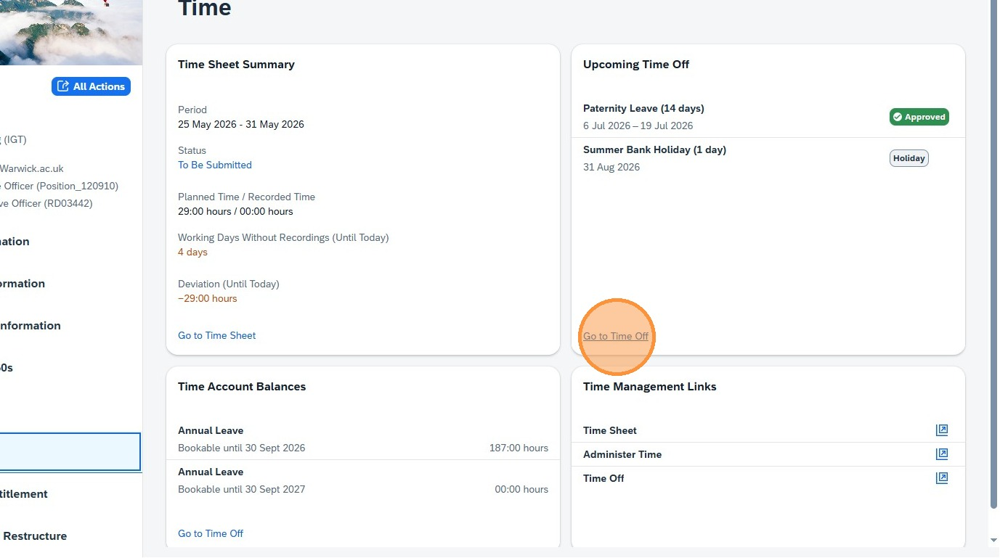 Time
All Actions
(IGT)
Warwick.ac.uk
Officer (Position_120910)
ve Officer (RD03442)
ation
ormation
nformation
0s
titlement
Restructure
Time Sheet Summary
Period
25 May 2026 - 31 May 2026
Status
To Be Submitted
Planned Time / Recorded Time
29:00 hours / 00:00 hours
Working Days Without Recordings (Until Today)
4 days
Deviation (Until Today)
−29:00 hours
Go to Time Sheet
Upcoming Time Off
Paternity Leave (14 days)
6 Jul 2026 – 19 Jul 2026
Approved
Summer Bank Holiday (1 day)
31 Aug 2026
Holiday
Go to Time Off
Time Account Balances
Annual Leave
Bookable until 30 Sept 2026 187:00 hours
Annual Leave
Bookable until 30 Sept 2027 00:00 hours
Go to Time Off
Time Management Links
Time Sheet
Administer Time
Time Off